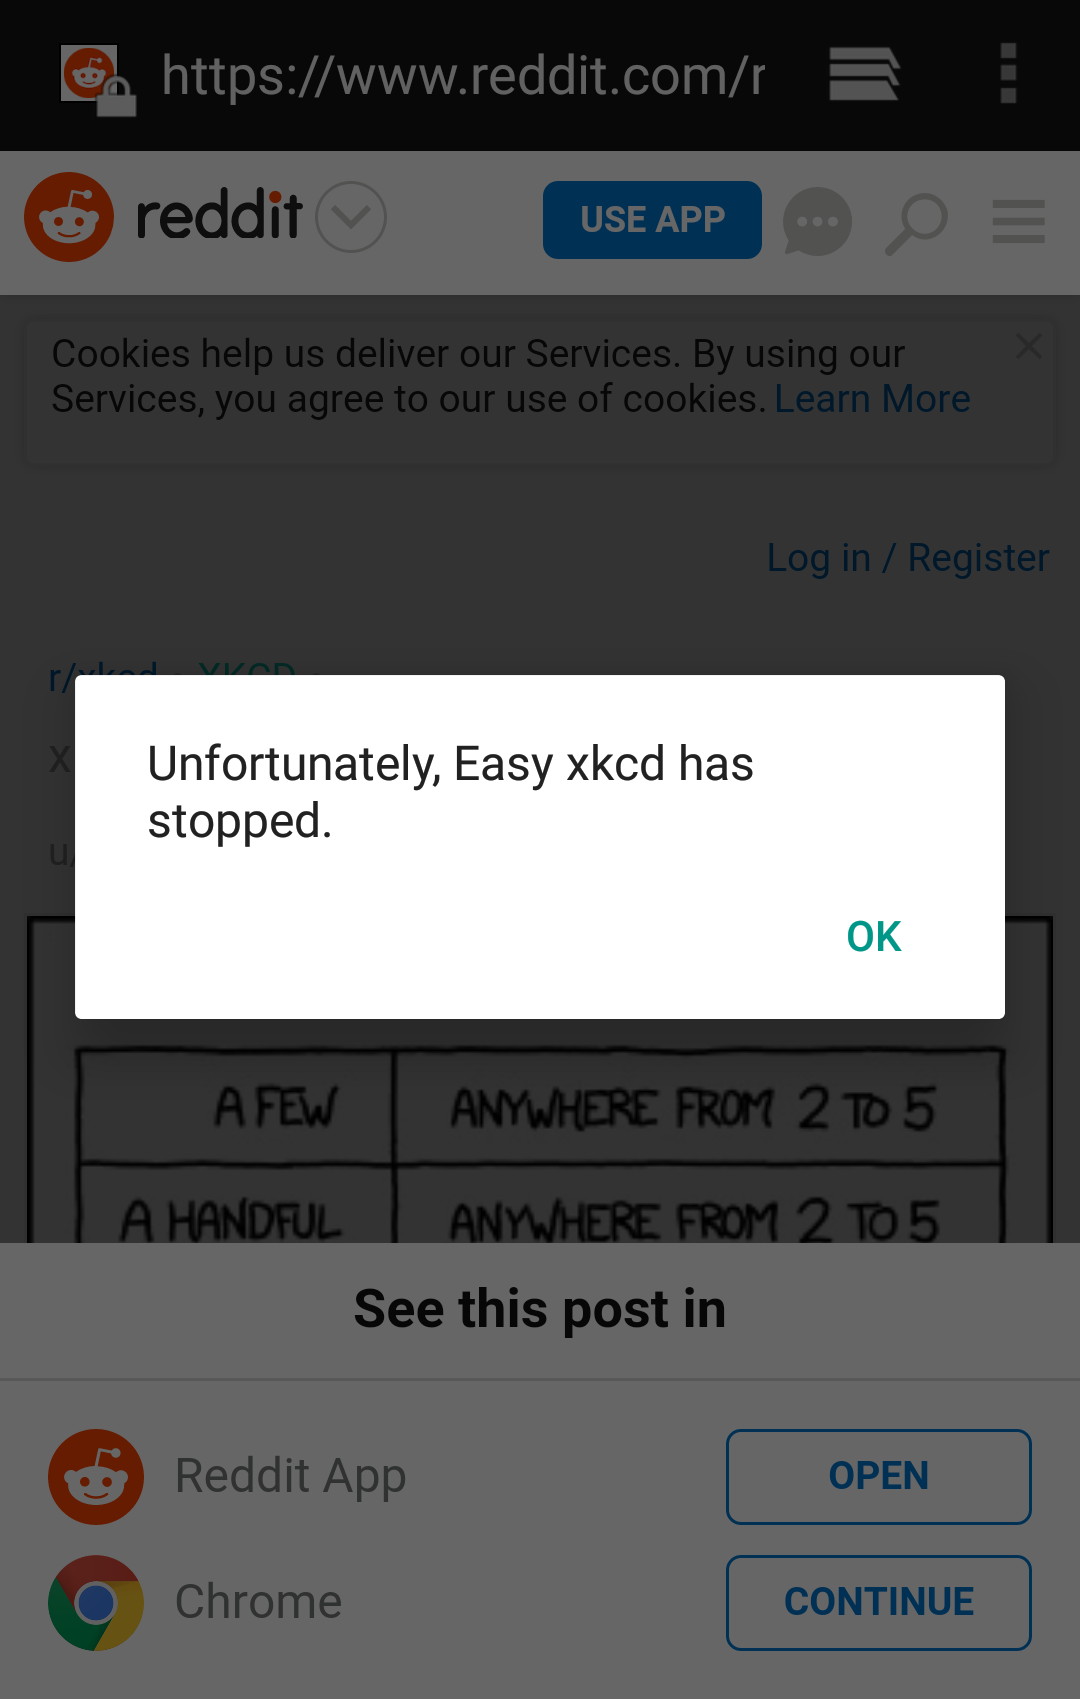 https://www.reddit.com/r
reddit
USE APP
Cookies help us deliver our Services. By using our
Services, you agree to our use of cookies. Learn More
Log in / Register
r/xkcd · XKCD ·
X
Unfortunately, Easy xkcd has
stopped.
u/
OK
A FEW ANYWHERE FROM 2 TO 5
A HANDFUL ANYWHERE FROM 2 TO 5
See this post in
Reddit App OPEN
Chrome CONTINUE